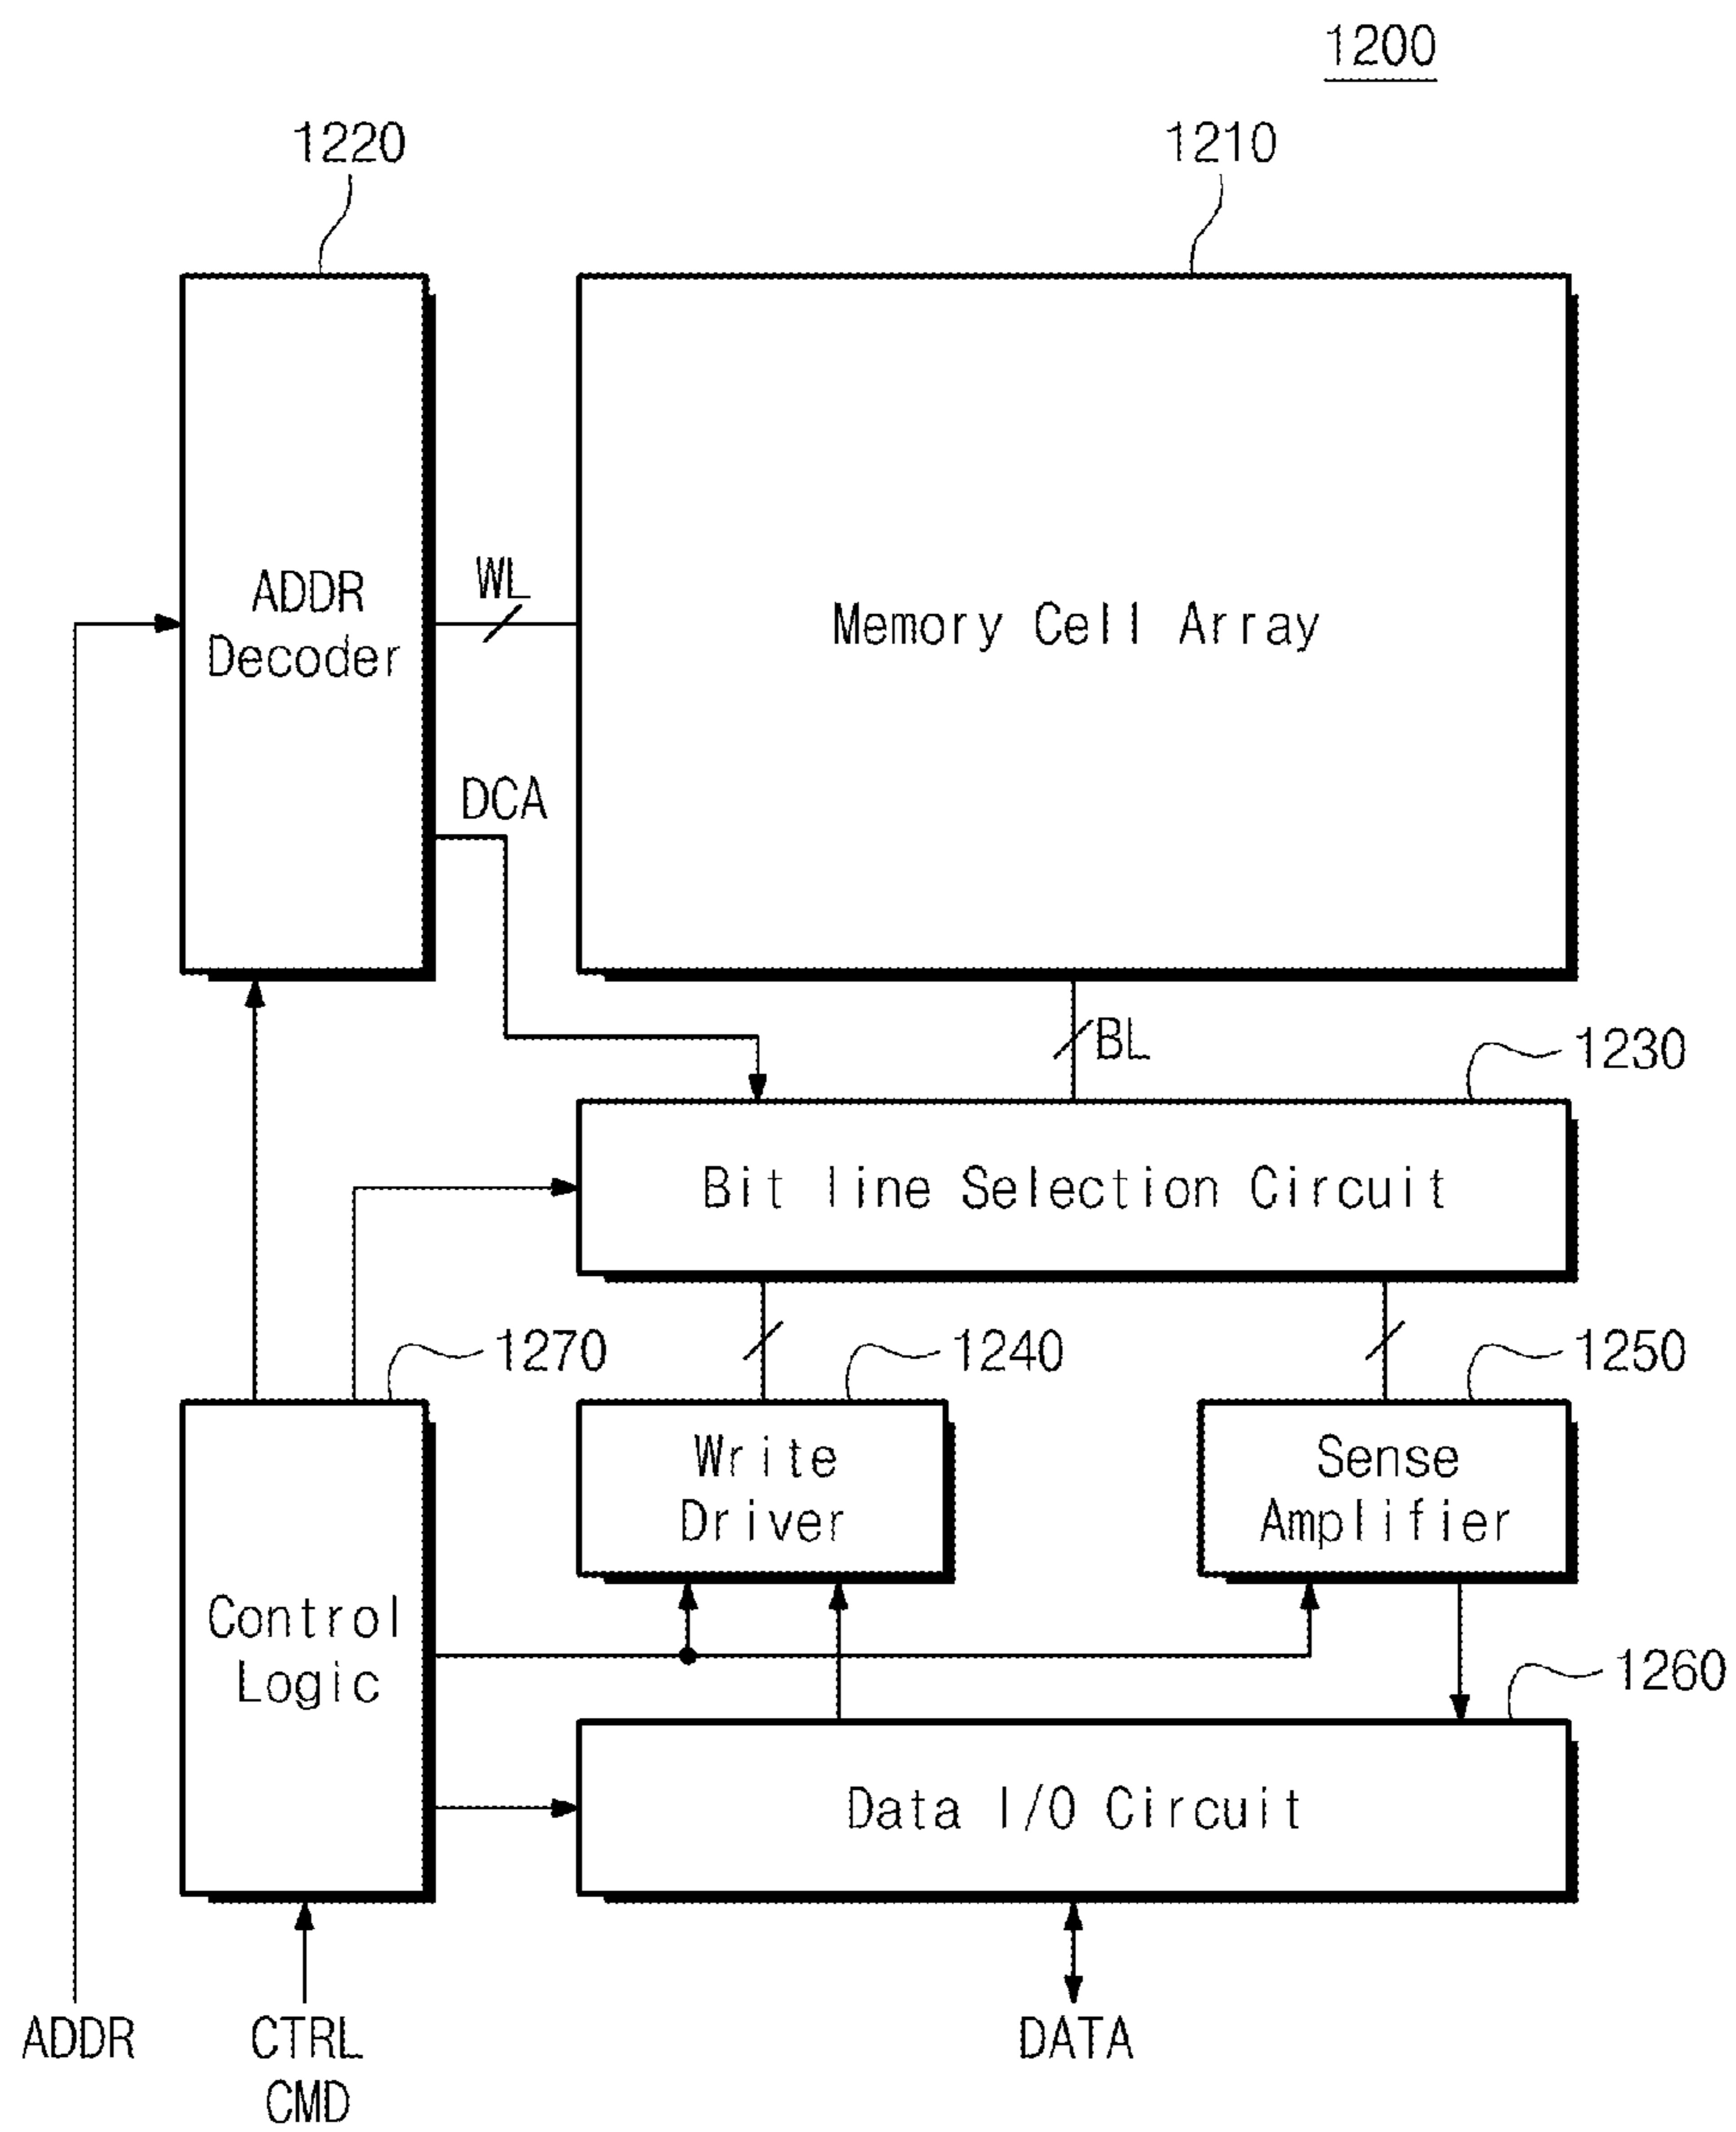 1200
1220
1210
ADDR
Decoder
WL
Memory Cell Array
DCA
BL
1230
Bit line Selection Circuit
1270
1240
1250
Write
Driver
Sense
Amplifier
Control
Logic
1260
Data I/O Circuit
ADDR
CTRL
CMD
DATA